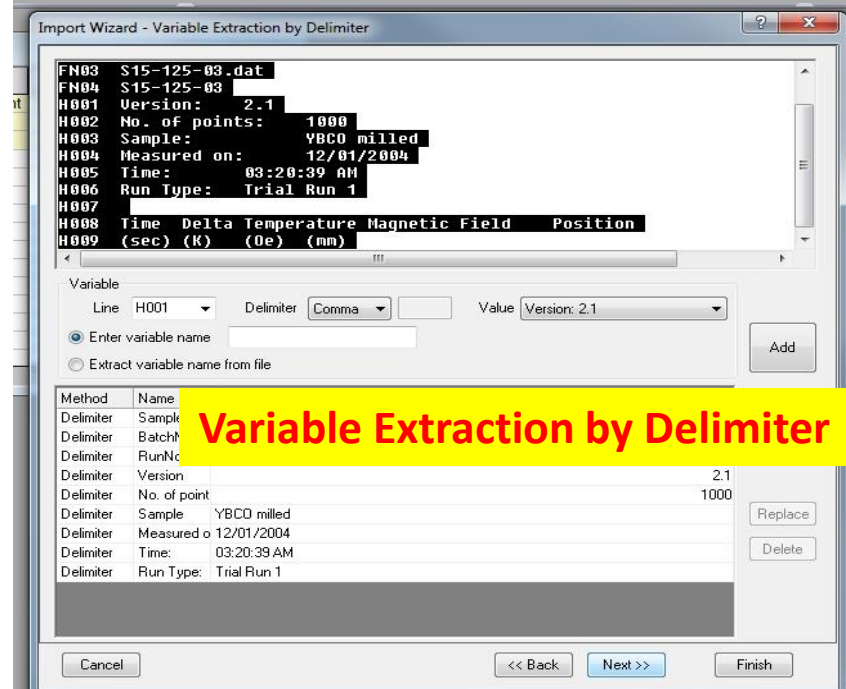 Import Wizard - Variable Extraction by Delimiter
FN03 S15-125-03.dat
FN04 S15-125-03
H001 Version: 2.1
H002 No. of points: 1000
H003 Sample: YBCO milled
H004 Measured on: 12/01/2004
H005 Time: 03:20:39 AM
H006 Run Type: Trial Run 1
H007
H008 Time Delta Temperature Magnetic Field Position
H009 (sec) (K) (Oe) (mm)
Variable
Line H001 Delimiter Comma Value Version: 2.1
Enter variable name
Extract variable name from file
Add
Method Name
Delimiter Sample
Delimiter
Delimiter RunNo
Variable Extraction by Delimiter
Delimiter Version 2.1
Delimiter No. of point 1000
Delimiter Sample YBCO milled
Delimiter Measured o 12/01/2004
Delimiter Time: 03:20:39 AM
Delimiter Run Type: Trial Run 1
Replace
Delete
Cancel << Back Next >> Finish